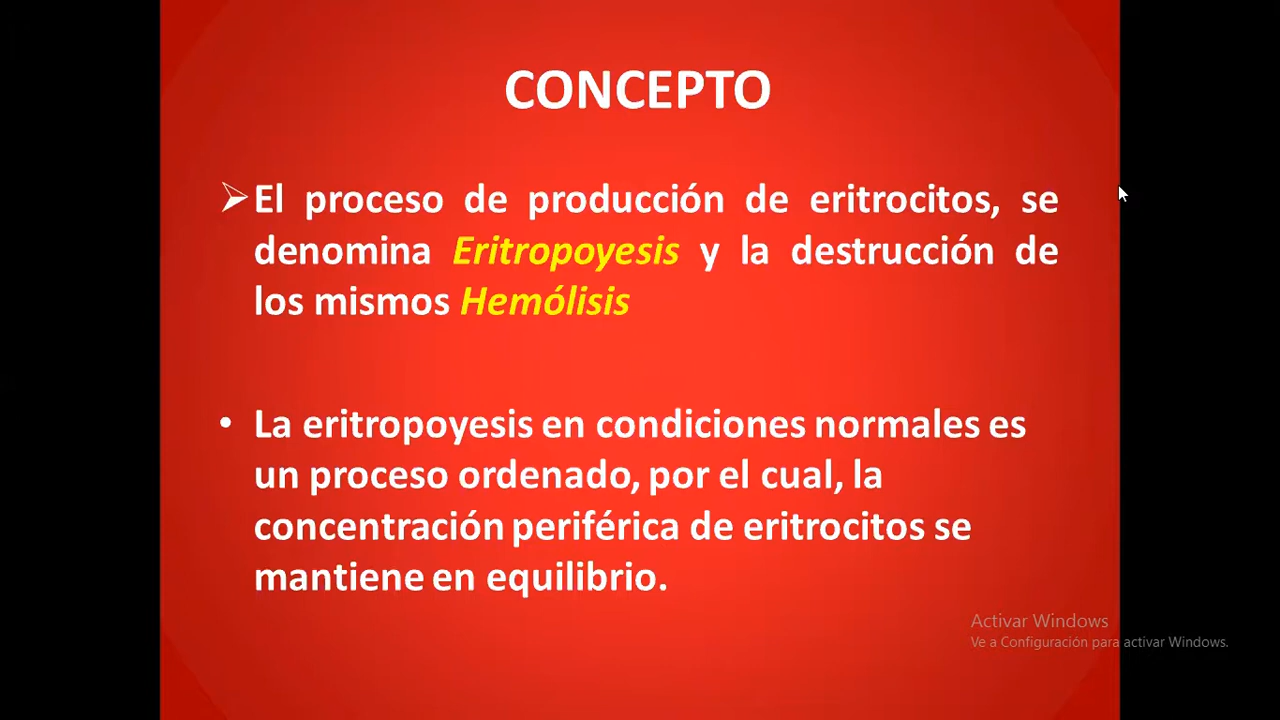 CONCEPTO
➢El proceso de producción de eritrocitos, se
denomina Eritropoyesis y la destrucción de
los mismos Hemólisis
• La eritropoyesis en condiciones normales es
un proceso ordenado, por el cual, la
concentración periférica de eritrocitos se
mantiene en equilibrio.
Activar Windows
Ve a Configuración para activar Windows.